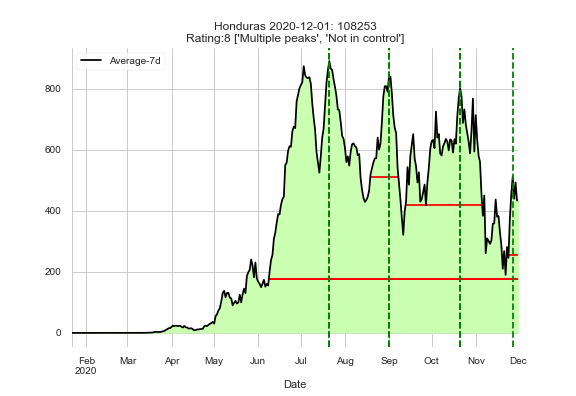 Honduras 2020-12-01: 108253
Rating:8 ['Multiple peaks', 'Not in control']
Average-7d
800
600
400
200
0
Feb Mar Apr May Jun Jul Aug Sep Oct Nov Dec
2020
Date